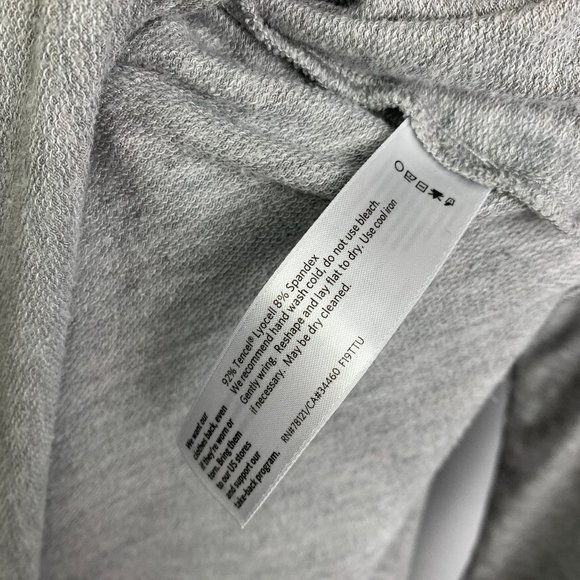 92% Tencel® Lyocell 8% Spandex
We recommend hand wash cold, do not use bleach.
Gently wring. Reshape and lay flat to dry. Use cool iron
if necessary. May be dry cleaned.
RN#78121/CA#34460 F19TTU
We want our
clothes back, even
if they're worn or
torn. Bring them
to our US stores
and support our
take-back program.